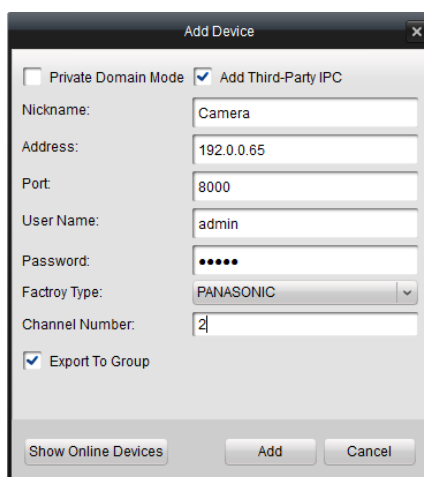 Add Device
Private Domain Mode Add Third-Party IPC
Nickname: Camera
Address: 192.0.0.65
Port: 8000
User Name: admin
Password: •••••
Factroy Type: PANASONIC
Channel Number: 2
Export To Group
Show Online Devices Add Cancel